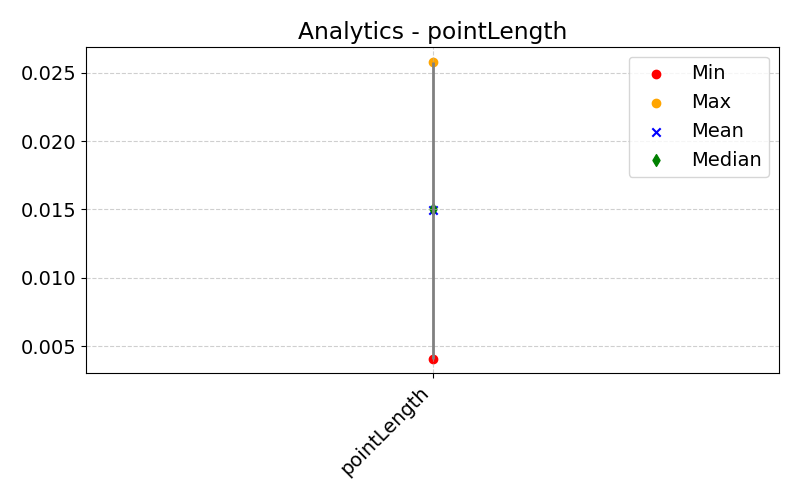 Analytics - pointLength
0.025
0.020
0.015
0.010
0.005
Min
Max
Mean
Median
pointLength